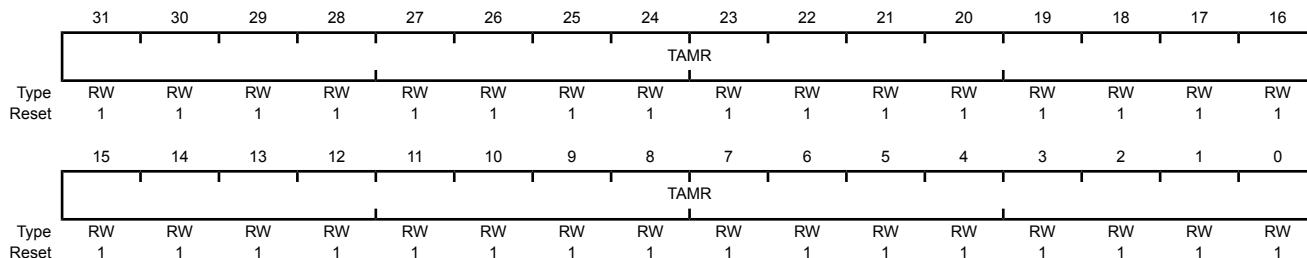 31 30 29 28 27 26 25 24 23 22 21 20 19 18 17 16
TAMR
Type RW RW RW RW RW RW RW RW RW RW RW RW RW RW RW RW
Reset 1 1 1 1 1 1 1 1 1 1 1 1 1 1 1 1
15 14 13 12 11 10 9 8 7 6 5 4 3 2 1 0
TAMR
Type RW RW RW RW RW RW RW RW RW RW RW RW RW RW RW RW
Reset 1 1 1 1 1 1 1 1 1 1 1 1 1 1 1 1